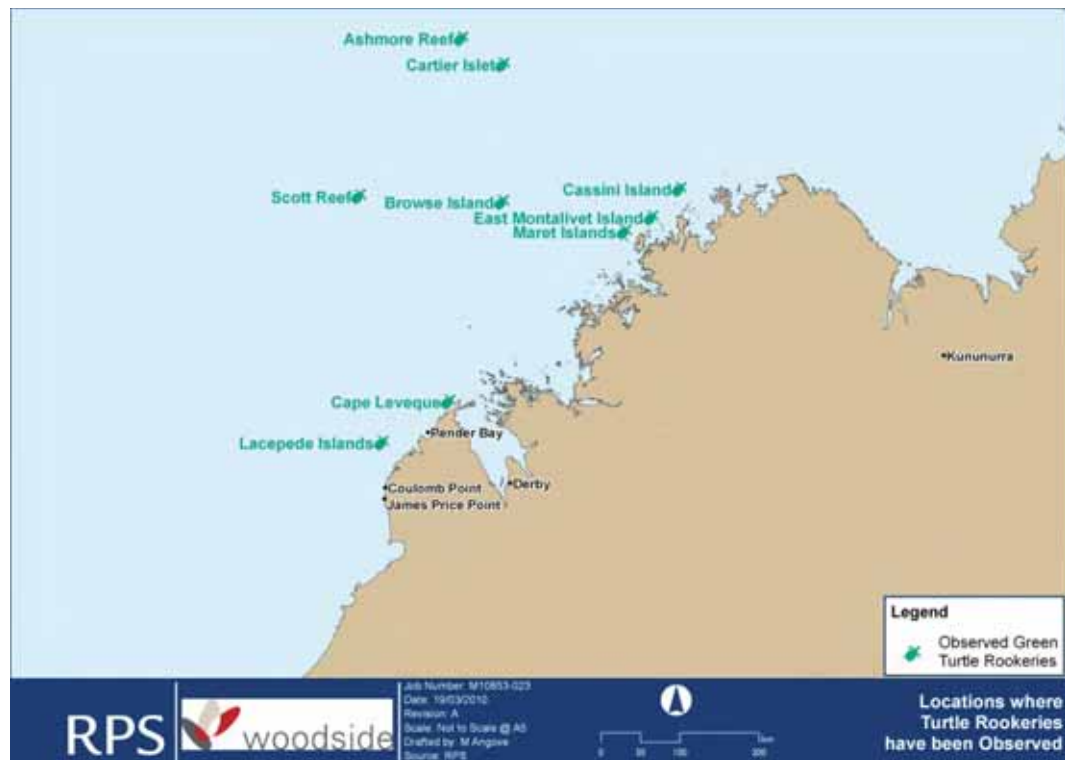 Ashmore Reef
Cartier Islet
Scott Reef
Browse Island
Cassini Island
East Montalivet Island
Maret Islands
Kununurra
Cape Leveque
Pender Bay
Lacepede Islands
Derby
Coulomb Point
James Price Point
Legend
Observed Green
Turtle Rookeries
RPS
woodside
Job Number: M10653-023
Date: 19/03/2010
Revision: A
Scale: Not to Scale @ A5
Drafted by: M Angove
Source: RPS
0 50 100 200
km
Locations where
Turtle Rookeries
have been Observed